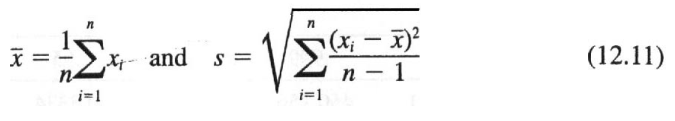 x̄ = 1/n ∑_{i=1}^{n} x_i and s = √(∑_{i=1}^{n} (x_i − x̄)² / (n − 1)) (12.11)